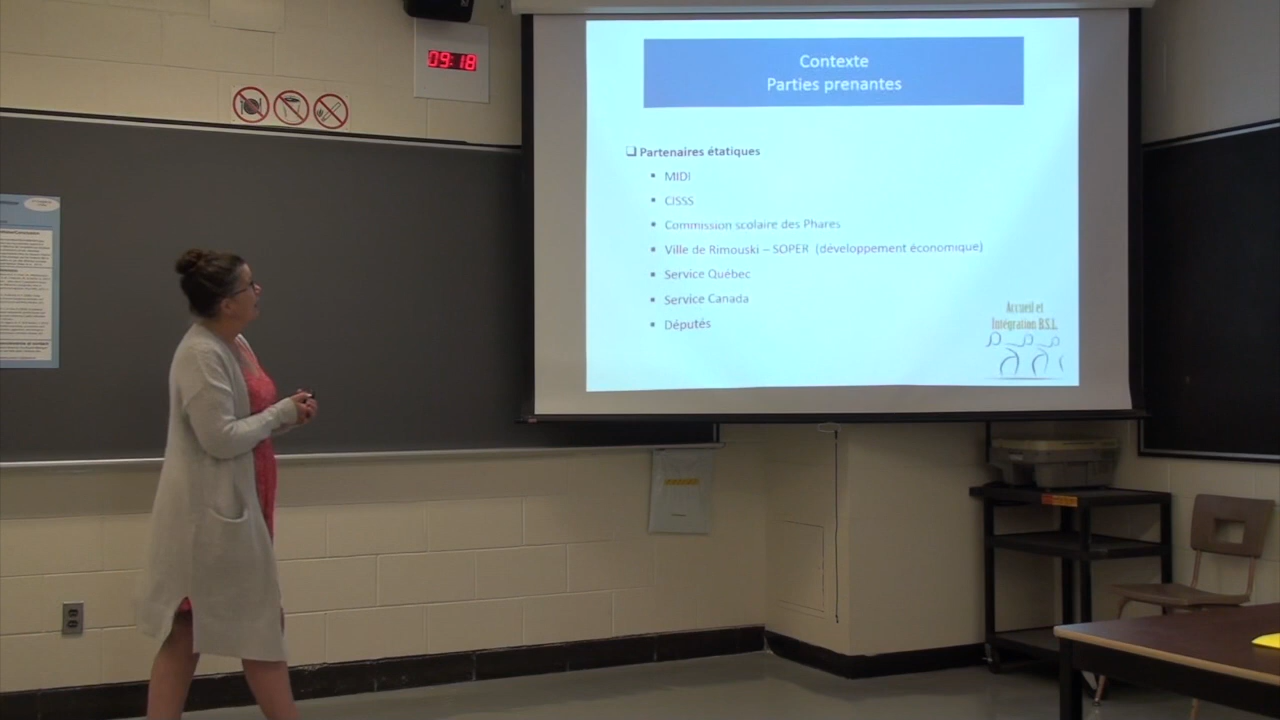 09:18
Contexte
Parties prenantes
❑ Partenaires étatiques
▪ MIDI
▪ CISSS
▪ Commission scolaire des Phares
▪ Ville de Rimouski – SOPER (développement économique)
▪ Service Québec
▪ Service Canada
▪ Députés
Accueil et
Intégration B.S.L.